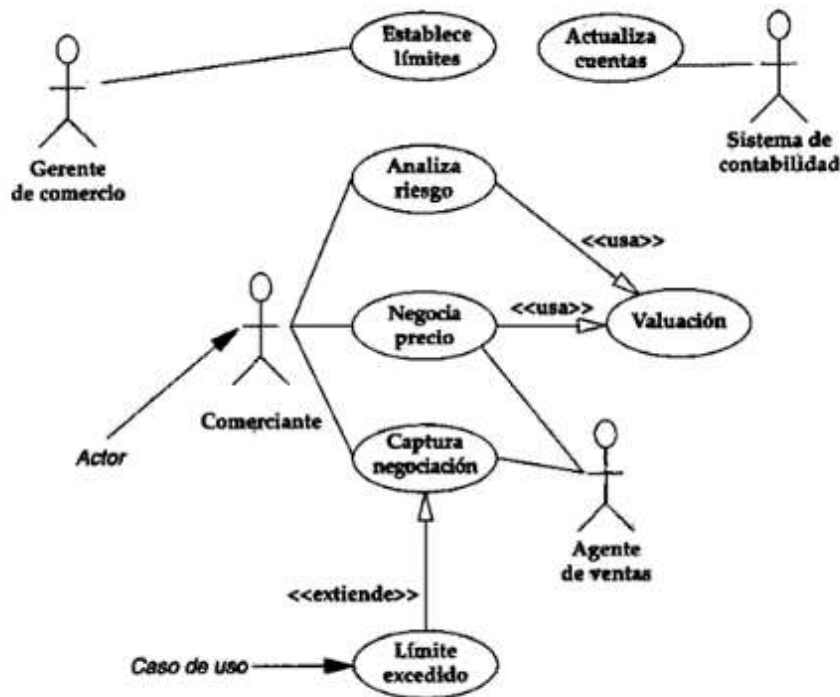 Establece
límites
Actualiza
cuentas
Gerente
de comercio
Sistema de
contabilidad
Analiza
riesgo
<<usa>>
Negocia
precio
<<usa>>
Valuación
Comerciante
Actor
Captura
negociación
Agente
de ventas
<<extiende>>
Caso de uso
Límite
excedido